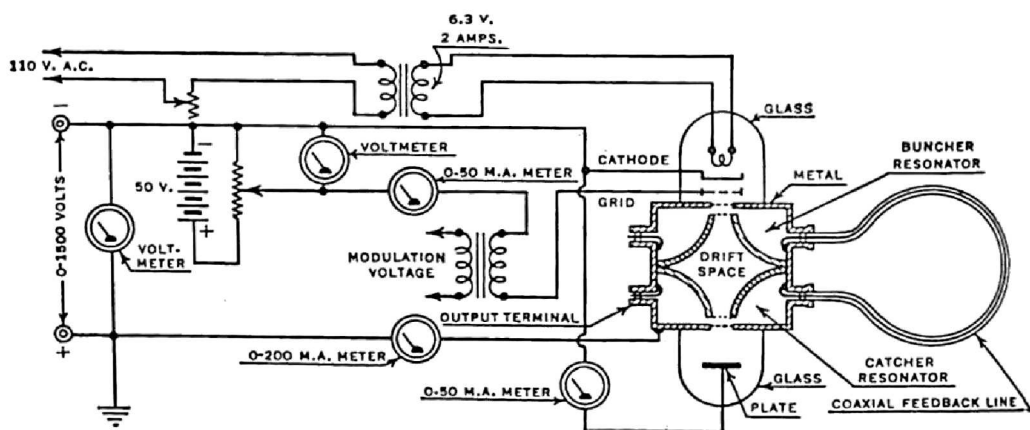 6.3 V.
2 AMPS.
110 V. A.C.
GLASS
BUNCHER
RESONATOR
VOLTMETER
CATHODE
0-50 M.A. METER
METAL
50 V.
GRID
0-1500 VOLTS
VOLT-
METER
MODULATION
VOLTAGE
DRIFT
SPACE
OUTPUT TERMINAL
0-200 M.A. METER
CATCHER
RESONATOR
GLASS
0-50 M.A. METER
PLATE
COAXIAL FEEDBACK LINE